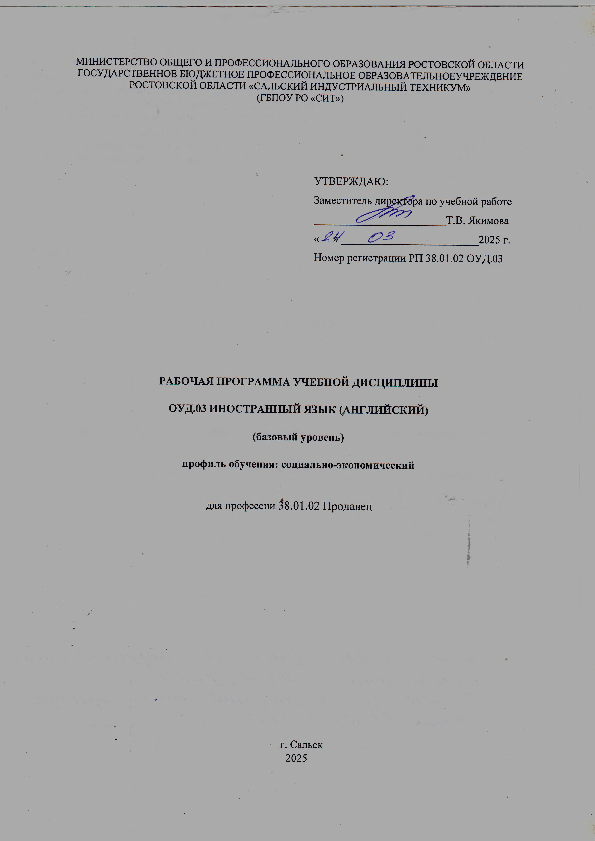 МИНИСТЕРСТВО ОБЩЕГО И ПРОФЕССИОНАЛЬНОГО ОБРАЗОВАНИЯ РОСТОВСКОЙ ОБЛАСТИ
ГОСУДАРСТВЕННОЕ БЮДЖЕТНОЕ ПРОФЕССИОНАЛЬНОЕ ОБРАЗОВАТЕЛЬНОЕУЧРЕЖДЕНИЕ
РОСТОВСКОЙ ОБЛАСТИ «САЛЬСКИЙ ИНДУСТРИАЛЬНЫЙ ТЕХНИКУМ»
(ГБПОУ РО «СИТ»)
УТВЕРЖДАЮ:
Заместитель директора по учебной работе
Т.В. Якимова
«24 03 2025 г.
Номер регистрации РП 38.01.02 ОУД.03
РАБОЧАЯ ПРОГРАММА УЧЕБНОЙ ДИСЦИПЛИНЫ
ОУД.03 ИНОСТРАННЫЙ ЯЗЫК (АНГЛИЙСКИЙ)
(базовый уровень)
профиль обучения: социально-экономический
для профессии 38.01.02 Продавец
г. Сальск
2025